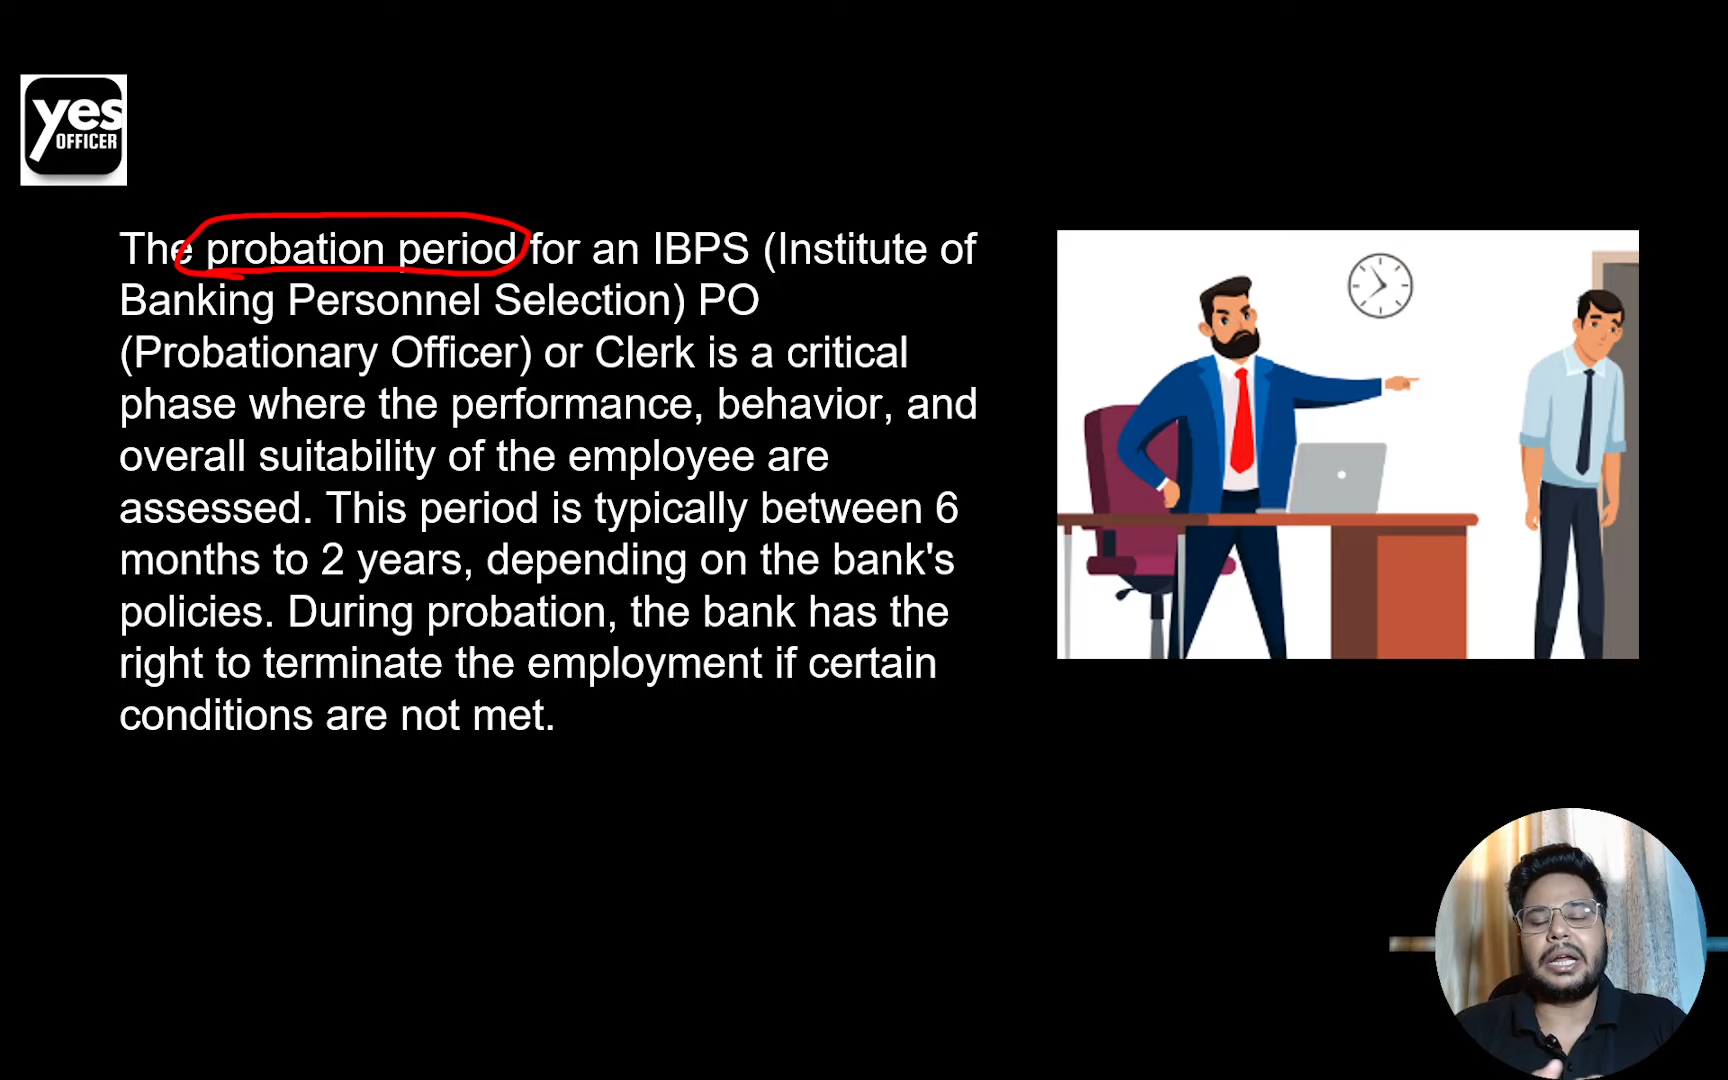 yes
OFFICER
The probation period for an IBPS (Institute of
Banking Personnel Selection) PO
(Probationary Officer) or Clerk is a critical
phase where the performance, behavior, and
overall suitability of the employee are
assessed. This period is typically between 6
months to 2 years, depending on the bank's
policies. During probation, the bank has the
right to terminate the employment if certain
conditions are not met.